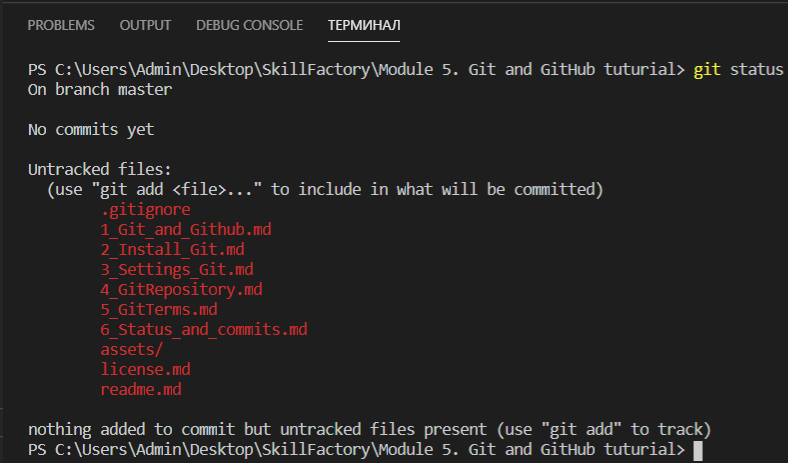 PROBLEMS OUTPUT DEBUG CONSOLE ТЕРМИНАЛ
PS C:\Users\Admin\Desktop\SkillFactory\Module 5. Git and GitHub tuturial> git status
On branch master
No commits yet
Untracked files:
(use "git add <file>..." to include in what will be committed)
.gitignore
1_Git_and_Github.md
2_Install_Git.md
3_Settings_Git.md
4_GitRepository.md
5_GitTerms.md
6_Status_and_commits.md
assets/
license.md
readme.md
nothing added to commit but untracked files present (use "git add" to track)
PS C:\Users\Admin\Desktop\SkillFactory\Module 5. Git and GitHub tuturial>